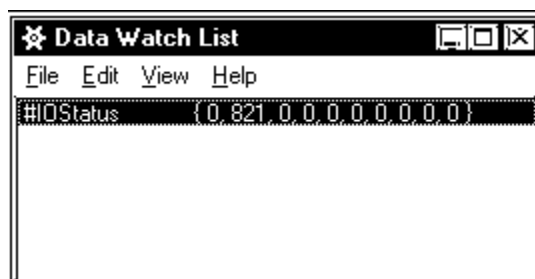 Data Watch List
File Edit View Help
#IOStatus { 0, 821, 0, 0, 0, 0, 0, 0, 0, 0 }